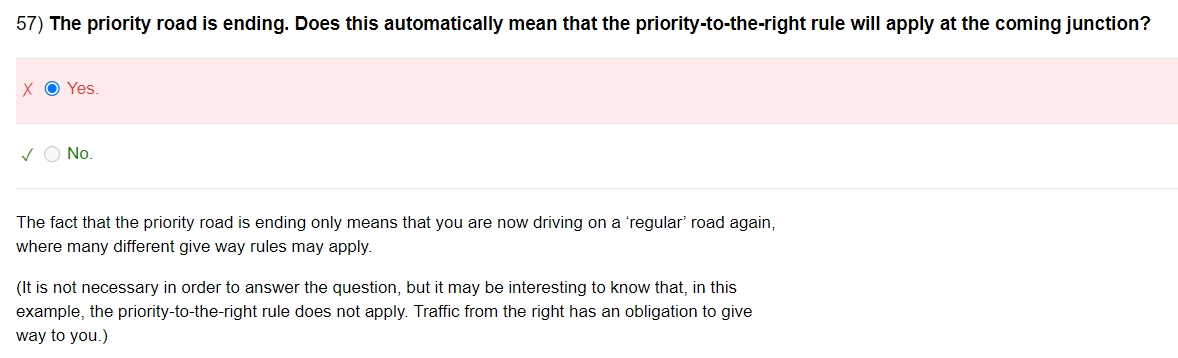 57) The priority road is ending. Does this automatically mean that the priority-to-the-right rule will apply at the coming junction?
X Yes.
✓ No.
The fact that the priority road is ending only means that you are now driving on a ‘regular’ road again,
where many different give way rules may apply.
(It is not necessary in order to answer the question, but it may be interesting to know that, in this
example, the priority-to-the-right rule does not apply. Traffic from the right has an obligation to give
way to you.)